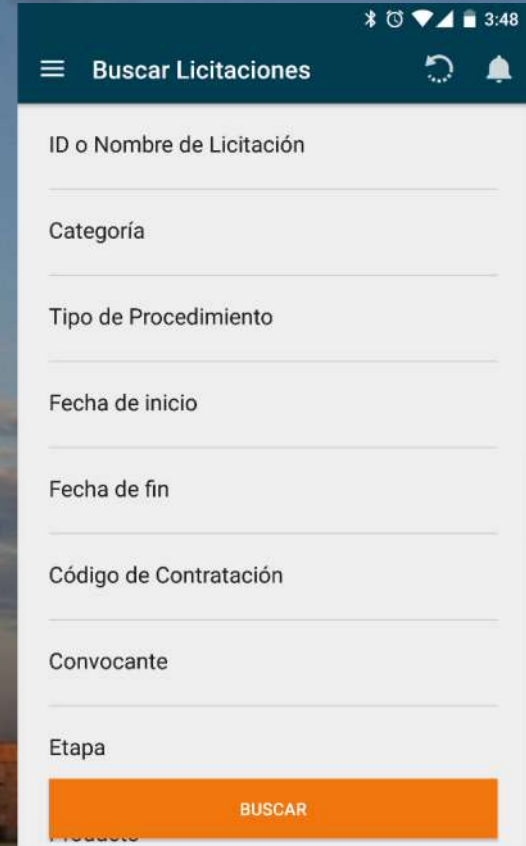 3:48
Buscar Licitaciones
ID o Nombre de Licitación
Categoría
Tipo de Procedimiento
Fecha de inicio
Fecha de fin
Código de Contratación
Convocante
Etapa
BUSCAR